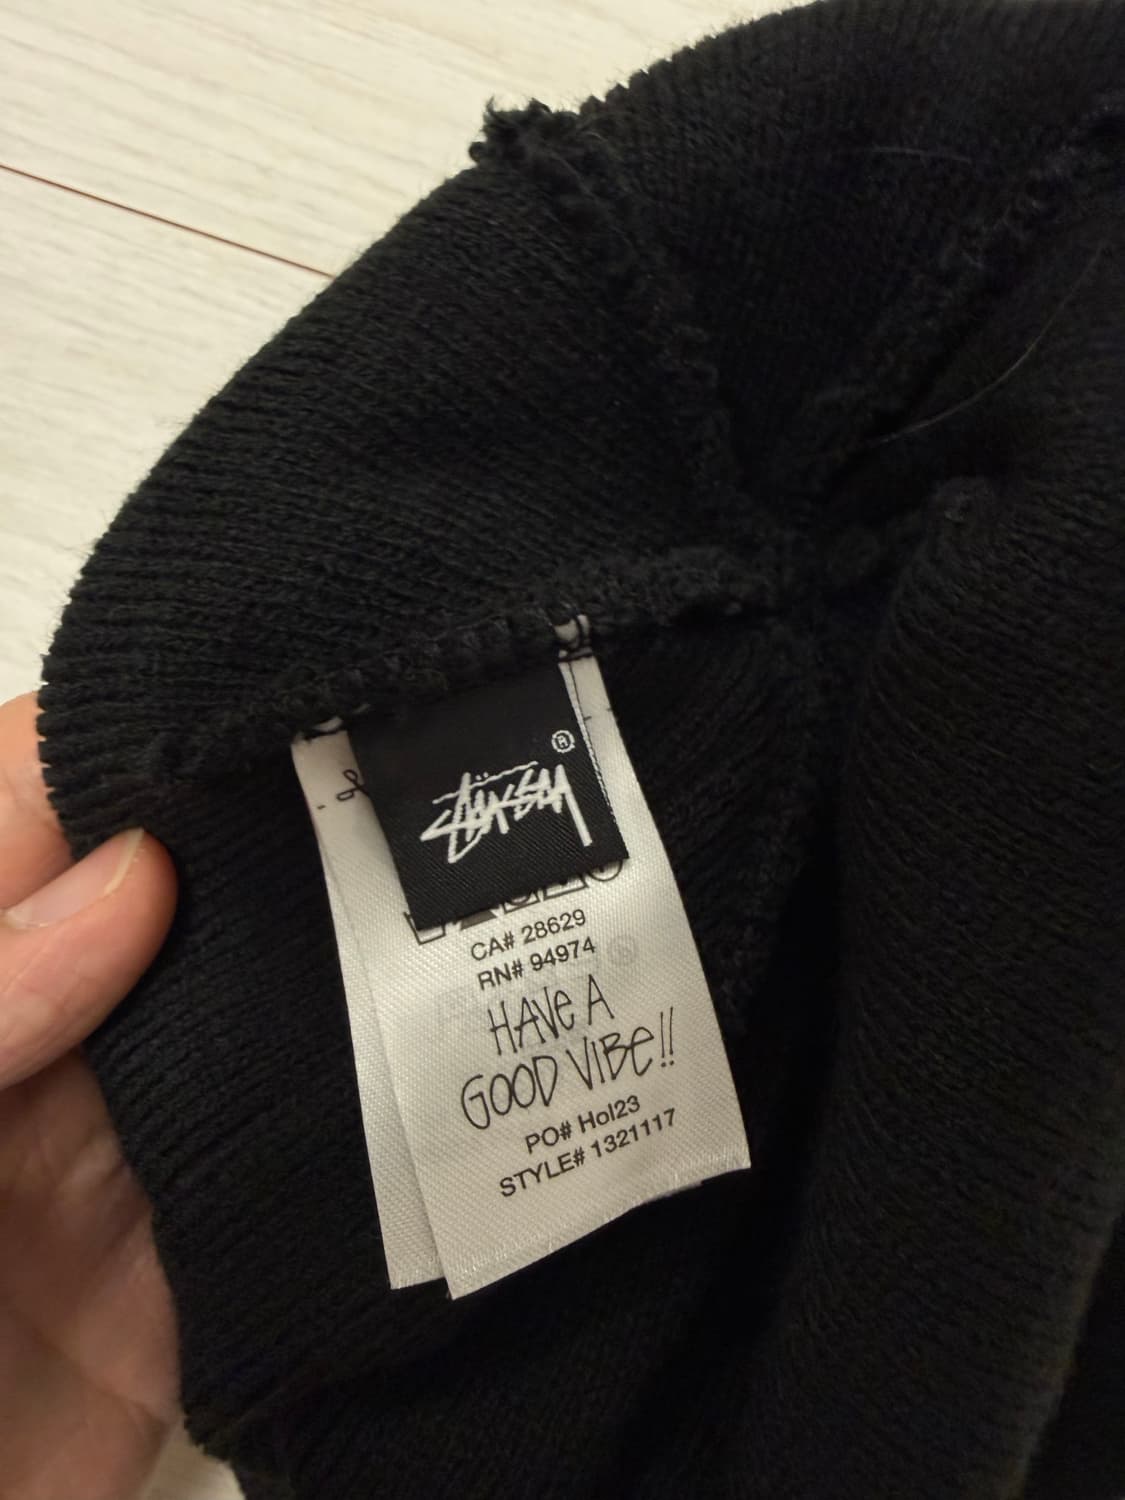 STÜSSY ®
CA# 28629
RN# 94974
HAVE A
GOOD VIBE!!
PO# Hol23
STYLE# 1321117